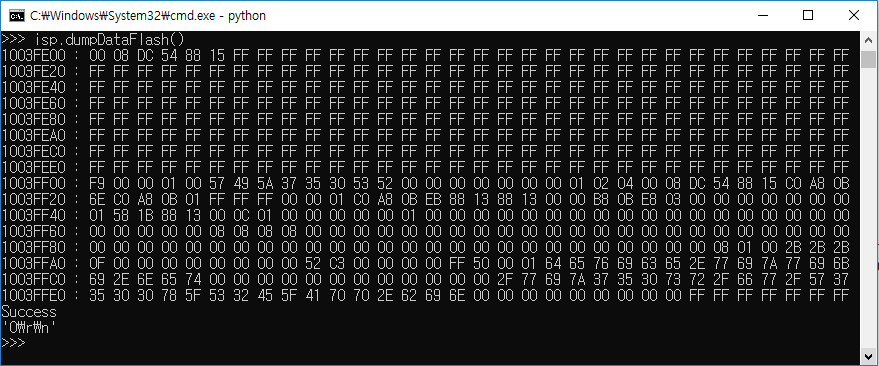 C:₩Windows₩System32₩cmd.exe - python
>>> isp.dumpDataFlash()
1003FE00 : 00 08 DC 54 88 15 FF FF FF FF FF FF FF FF FF FF FF FF FF FF FF FF FF FF FF FF FF FF FF FF FF FF
1003FE20 : FF FF FF FF FF FF FF FF FF FF FF FF FF FF FF FF FF FF FF FF FF FF FF FF FF FF FF FF FF FF FF FF
1003FE40 : FF FF FF FF FF FF FF FF FF FF FF FF FF FF FF FF FF FF FF FF FF FF FF FF FF FF FF FF FF FF FF FF
1003FE60 : FF FF FF FF FF FF FF FF FF FF FF FF FF FF FF FF FF FF FF FF FF FF FF FF FF FF FF FF FF FF FF FF
1003FE80 : FF FF FF FF FF FF FF FF FF FF FF FF FF FF FF FF FF FF FF FF FF FF FF FF FF FF FF FF FF FF FF FF
1003FEA0 : FF FF FF FF FF FF FF FF FF FF FF FF FF FF FF FF FF FF FF FF FF FF FF FF FF FF FF FF FF FF FF FF
1003FEC0 : FF FF FF FF FF FF FF FF FF FF FF FF FF FF FF FF FF FF FF FF FF FF FF FF FF FF FF FF FF FF FF FF
1003FEE0 : FF FF FF FF FF FF FF FF FF FF FF FF FF FF FF FF FF FF FF FF FF FF FF FF FF FF FF FF FF FF FF FF
1003FF00 : F9 00 00 01 00 57 49 5A 37 35 30 53 52 00 00 00 00 00 00 00 01 02 04 00 08 DC 54 88 15 C0 A8 0B
1003FF20 : 6E C0 A8 0B 01 FF FF FF 00 00 01 C0 A8 0B EB 88 13 88 13 00 00 B8 0B E8 03 00 00 00 00 00 00 00
1003FF40 : 01 58 1B 88 13 00 0C 01 00 00 00 00 00 01 00 00 00 00 00 00 00 00 00 00 00 00 00 00 00 00 00 00
1003FF60 : 00 00 00 00 00 08 08 08 08 00 00 00 00 00 00 00 00 00 00 00 00 00 00 00 00 00 00 00 00 00 00 00
1003FF80 : 00 00 00 00 00 00 00 00 00 00 00 00 00 00 00 00 00 00 00 00 00 00 00 00 00 00 08 01 00 2B 2B 2B
1003FFA0 : 0F 00 00 00 00 00 00 00 00 52 C3 00 00 00 00 FF 50 00 01 64 65 76 69 63 65 2E 77 69 7A 77 69 6B
1003FFC0 : 69 2E 6E 65 74 00 00 00 00 00 00 00 00 00 00 00 00 2F 77 69 7A 37 35 30 73 72 2F 66 77 2F 57 37
1003FFE0 : 35 30 30 78 5F 53 32 45 5F 41 70 70 2E 62 69 6E 00 00 00 00 00 00 00 00 00 00 FF FF FF FF FF FF
Success
'0₩r₩n'
>>>